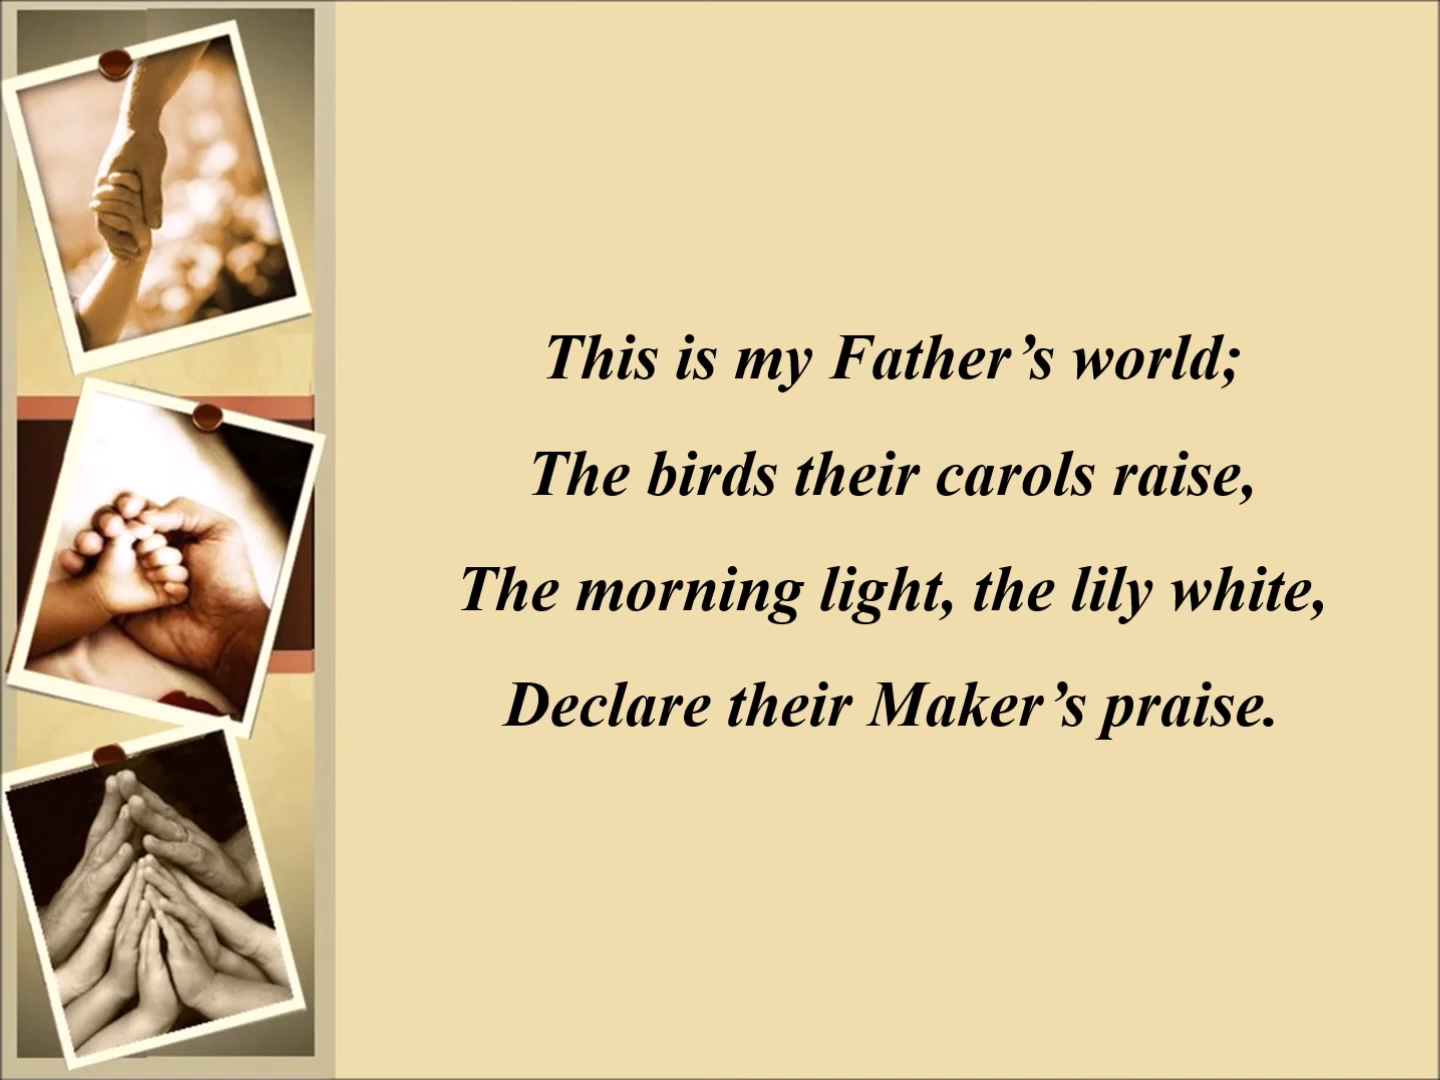 This is my Father’s world;
The birds their carols raise,
The morning light, the lily white,
Declare their Maker’s praise.